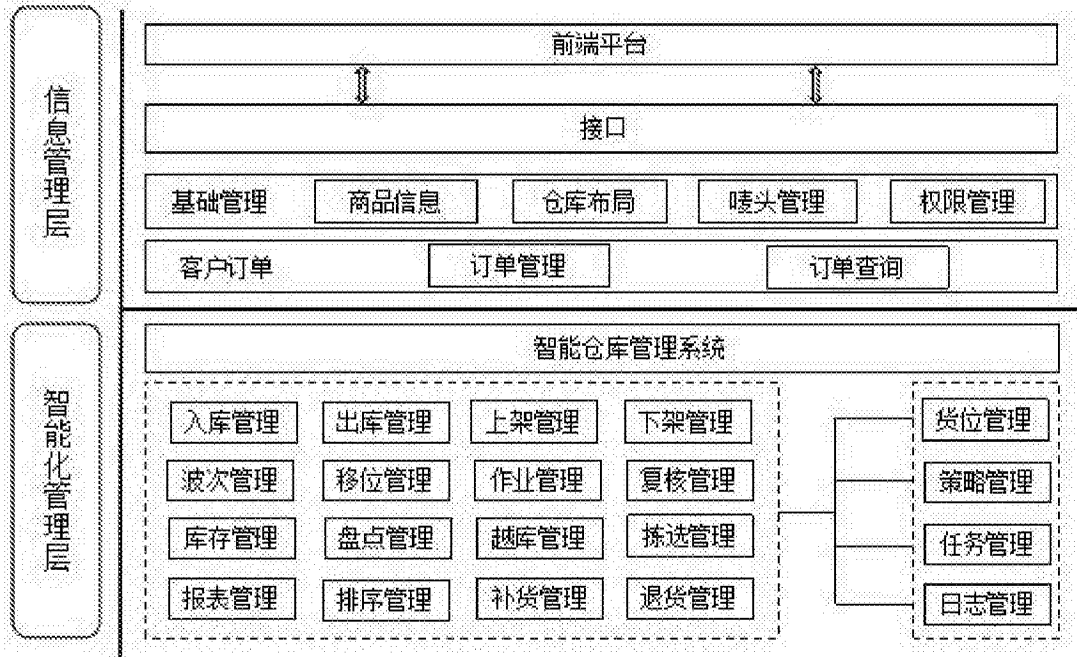 信息管理层
前端平台
接口
基础管理 商品信息 仓库布局 唛头管理 权限管理
客户订单 订单管理 订单查询
智能化管理层
智能仓库管理系统
入库管理 出库管理 上架管理 下架管理 货位管理
波次管理 移位管理 作业管理 复核管理 策略管理
库存管理 盘点管理 越库管理 拣选管理 任务管理
报表管理 排序管理 补货管理 退货管理 日志管理